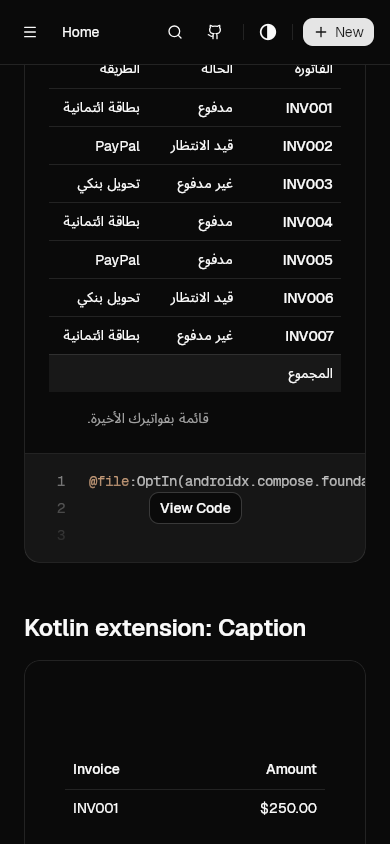 Home
New
الفاتورة الحالة الطريقة
INV001 مدفوع بطاقة ائتمانية
INV002 قيد الانتظار PayPal
INV003 غير مدفوع تحويل بنكي
INV004 مدفوع بطاقة ائتمانية
INV005 مدفوع PayPal
INV006 قيد الانتظار تحويل بنكي
INV007 غير مدفوع بطاقة ائتمانية
المجموع
قائمة بفواتيرك الأخيرة.
1 @file:OptIn(androidx.compose.founda
2
View Code
3
Kotlin extension: Caption
Invoice Amount
INV001 $250.00